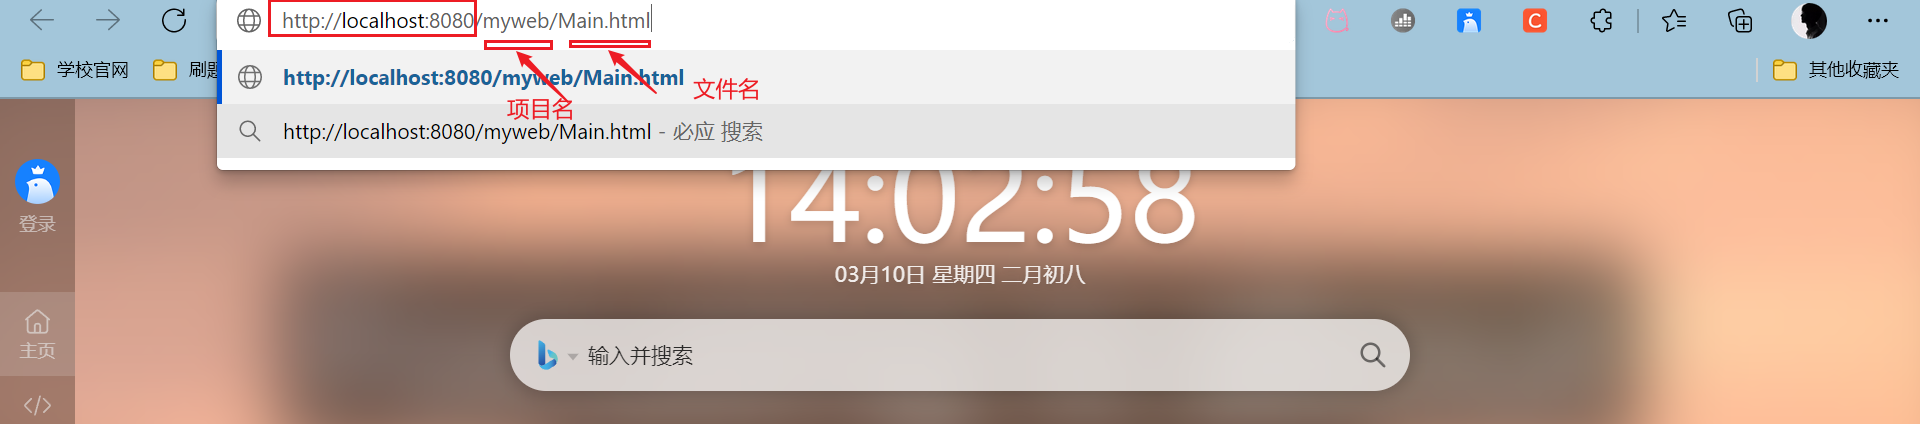 http://localhost:8080/myweb/Main.html
学校官网
刷题
http://localhost:8080/myweb/Main.html
文件名
其他收藏夹
项目名
http://localhost:8080/myweb/Main.html - 必应 搜索
14:02:58
登录
03月10日 星期四 二月初八
主页
输入并搜索